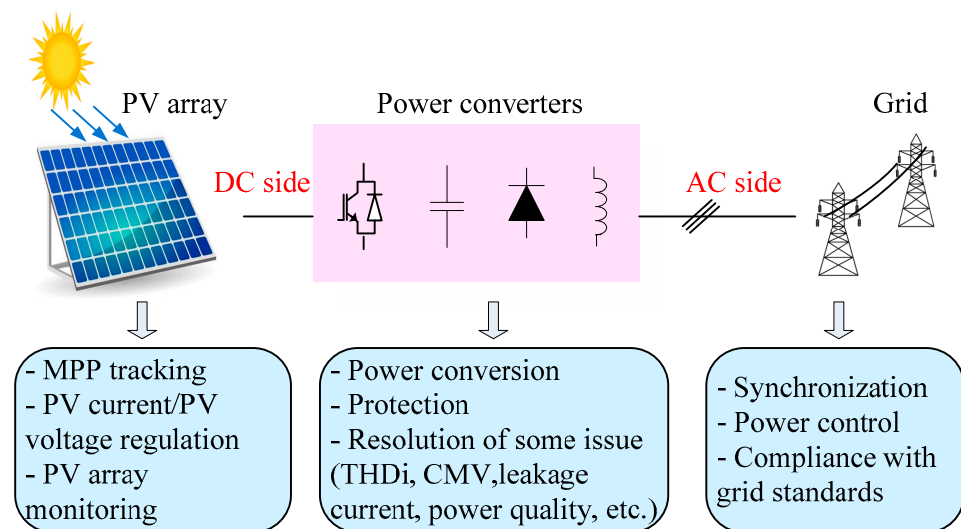 PV array
Power converters
Grid
DC side
AC side
- MPP tracking
- PV current/PV
voltage regulation
- PV array
monitoring
- Power conversion
- Protection
- Resolution of some issue
(THDi, CMV,leakage
current, power quality, etc.)
- Synchronization
- Power control
- Compliance with
grid standards